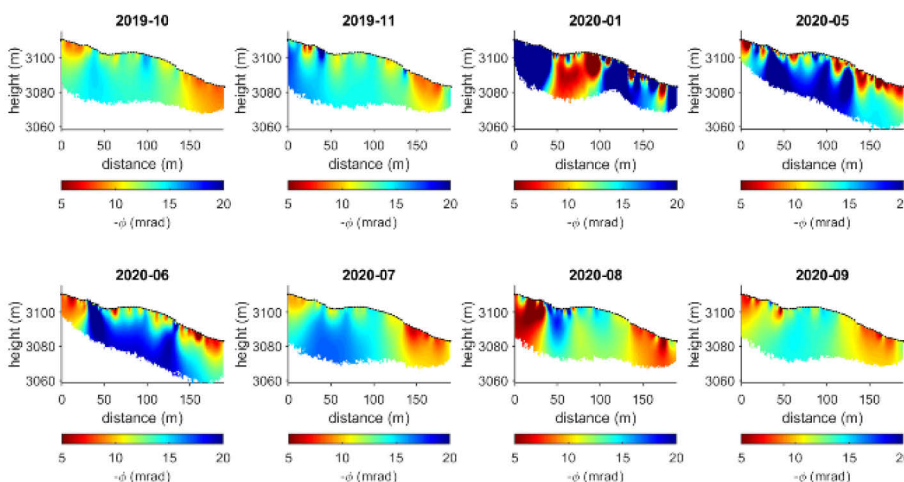 2019-10 2019-11 2020-01 2020-05
height (m) 3100 3080 3060 height (m) 3100 3080 3060 height (m) 3100 3080 3060 height (m) 3100 3080 3060
0 50 100 150 0 50 100 150 0 50 100 150 0 50 100 150
distance (m) distance (m) distance (m) distance (m)
5 10 15 20 5 10 15 20 5 10 15 20 5 10 15 20
-ϕ (mrad) -ϕ (mrad) -ϕ (mrad) -ϕ (mrad)
2020-06 2020-07 2020-08 2020-09
height (m) 3100 3080 3060 height (m) 3100 3080 3060 height (m) 3100 3080 3060 height (m) 3100 3080 3060
0 50 100 150 0 50 100 150 0 50 100 150 0 50 100 150
distance (m) distance (m) distance (m) distance (m)
5 10 15 20 5 10 15 20 5 10 15 20 5 10 15 20
-ϕ (mrad) -ϕ (mrad) -ϕ (mrad) -ϕ (mrad)